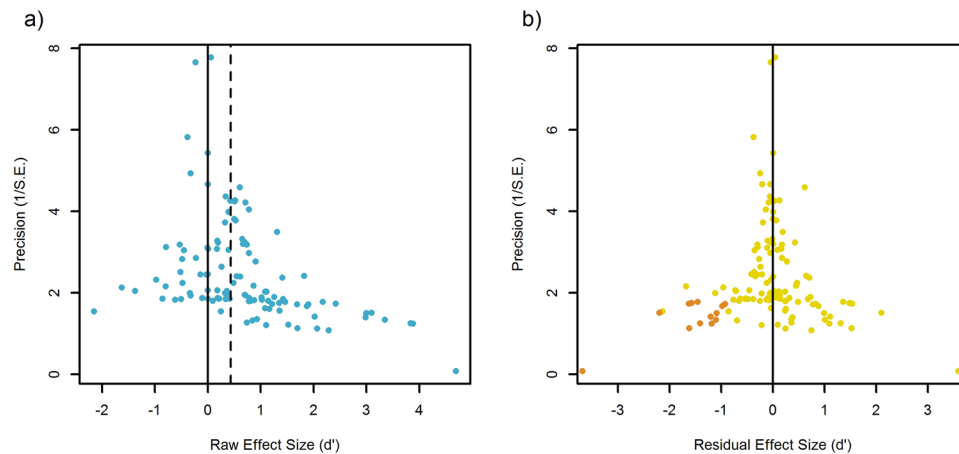 a)
b)
8
6
4
2
0
Precision (1/S.E.)
-2 -1 0 1 2 3 4
Raw Effect Size (d')
8
6
4
2
0
Precision (1/S.E.)
-3 -2 -1 0 1 2 3
Residual Effect Size (d')